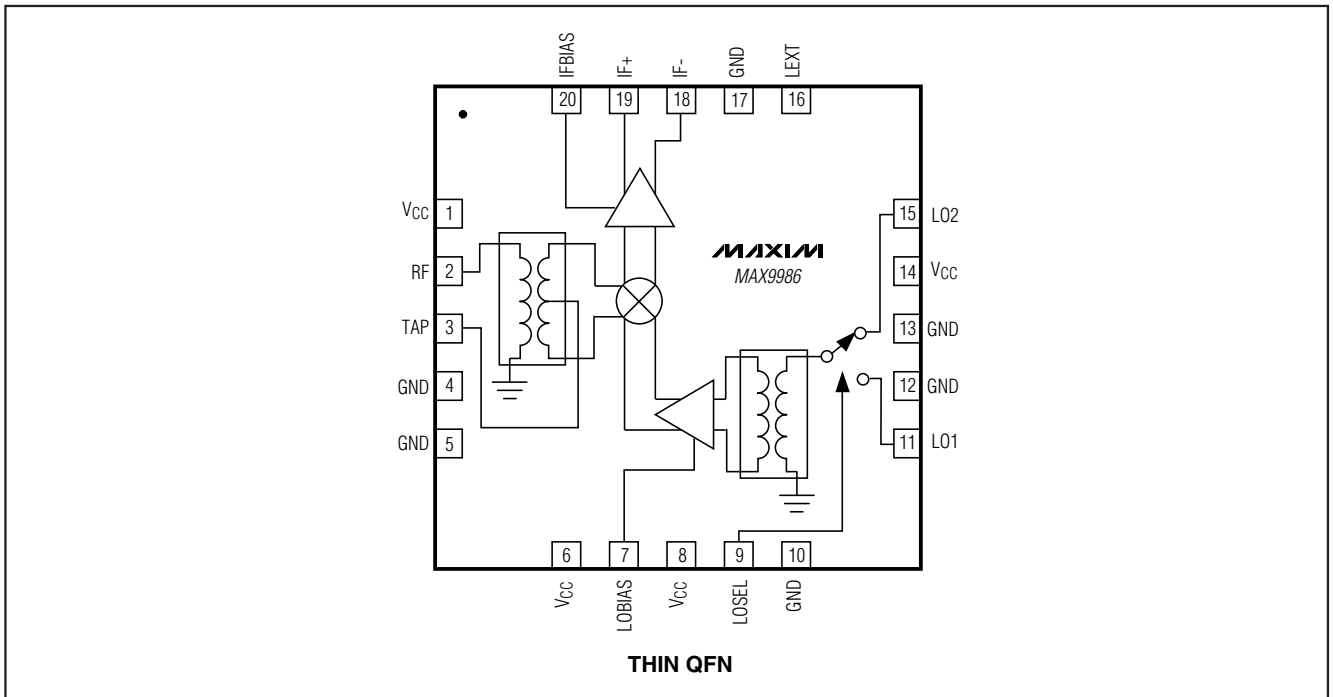 IFBIAS
IF+
IF-
GND
LEXT
20
19
18
17
16
VCC 1
RF 2
TAP 3
GND 4
GND 5
MAXIM
MAX9986
15 LO2
14 VCC
13 GND
12 GND
11 LO1
6
7
8
9
10
VCC
LOBIAS
VCC
LOSEL
GND
THIN QFN